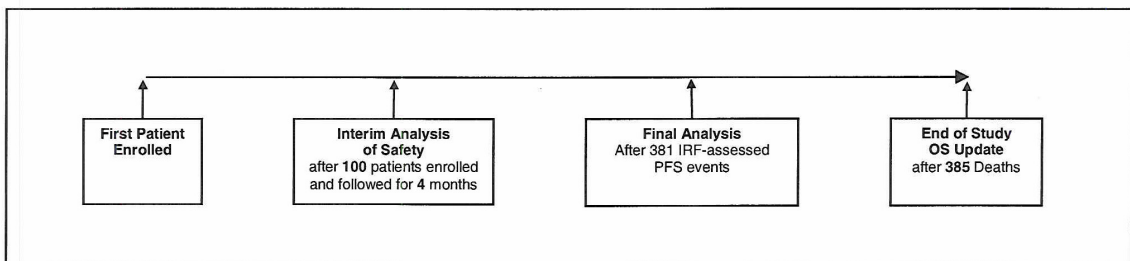 First Patient
Enrolled
Interim Analysis
of Safety
after 100 patients enrolled
and followed for 4 months
Final Analysis
After 381 IRF-assessed
PFS events
End of Study
OS Update
after 385 Deaths